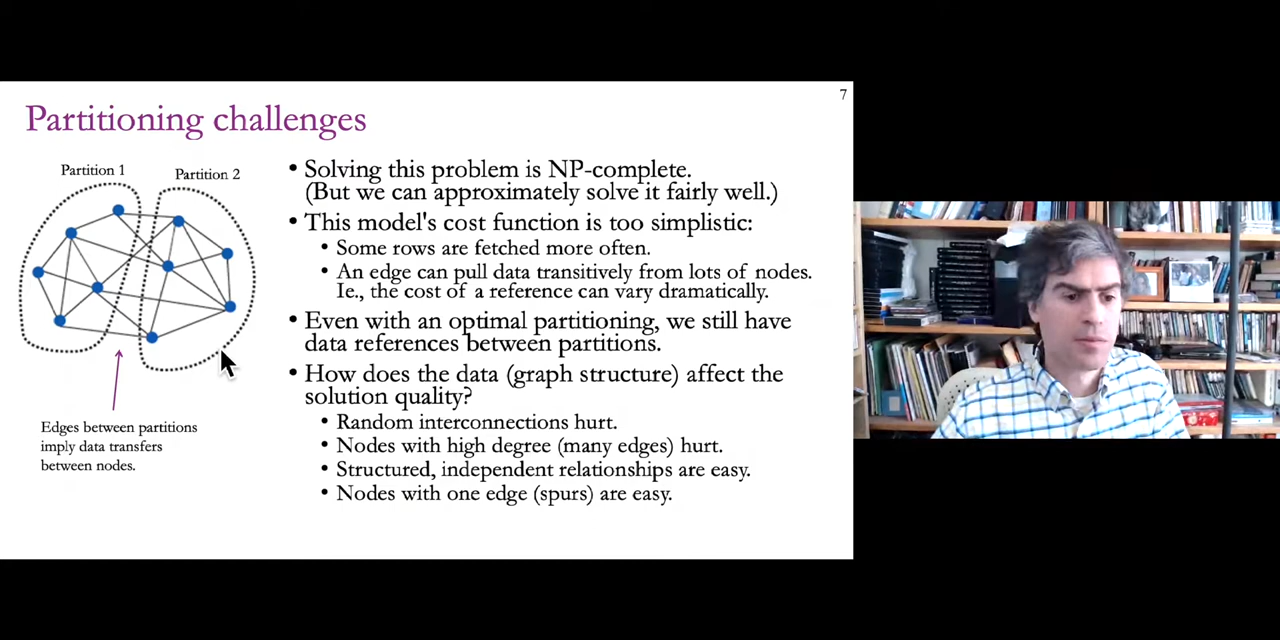 7
Partitioning challenges
Partition 1
Partition 2
Edges between partitions
imply data transfers
between nodes.
• Solving this problem is NP-complete.
(But we can approximately solve it fairly well.)
• This model's cost function is too simplistic:
• Some rows are fetched more often.
• An edge can pull data transitively from lots of nodes.
Ie., the cost of a reference can vary dramatically.
• Even with an optimal partitioning, we still have
data references between partitions.
• How does the data (graph structure) affect the
solution quality?
• Random interconnections hurt.
• Nodes with high degree (many edges) hurt.
• Structured, independent relationships are easy.
• Nodes with one edge (spurs) are easy.